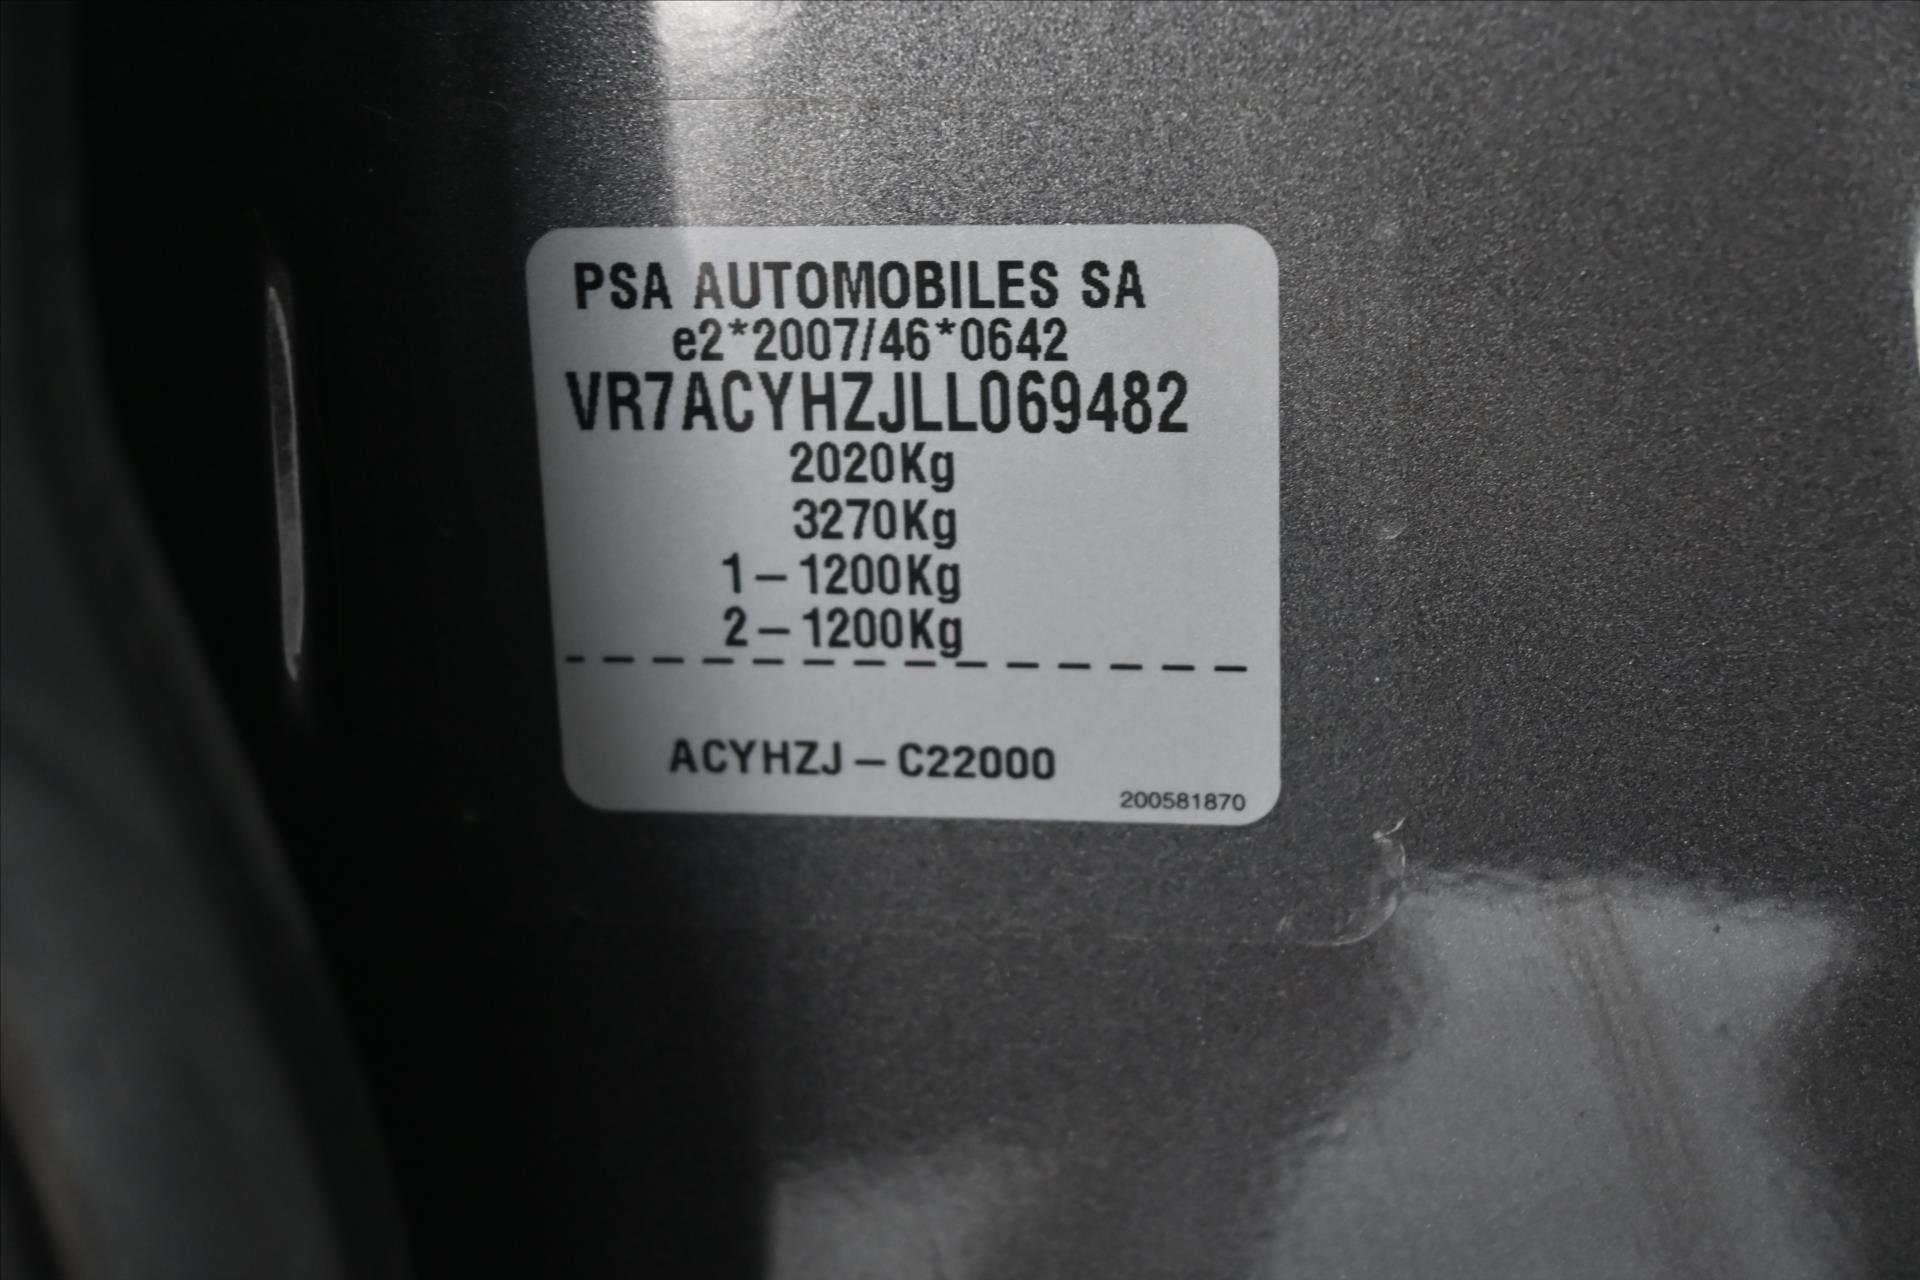 PSA AUTOMOBILES SA
e2*2007/46*0642
VR7ACYHZJLL069482
2020Kg
3270Kg
1-1200Kg
2-1200Kg
ACYHZJ-C22000
200581870